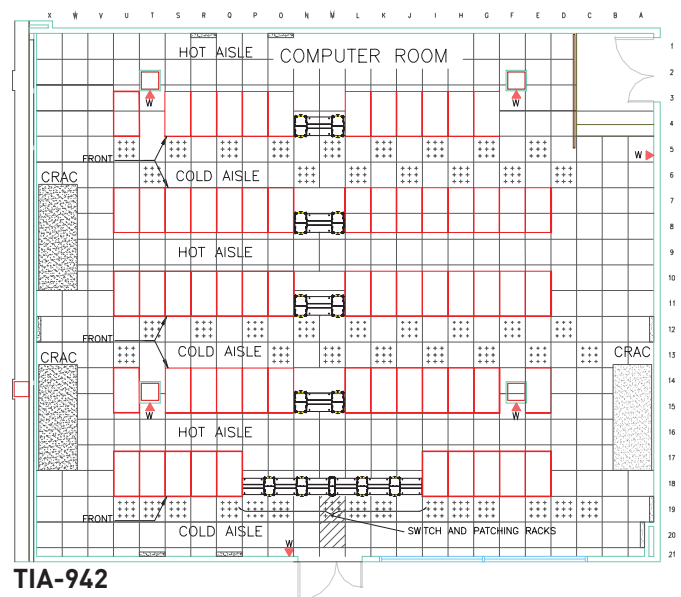 X W V U T S R Q P O N M L K J I H G F E D C B A
HOT AISLE
COMPUTER ROOM
1
2
W
W
3
4
5
W
FRONT
COLD AISLE
6
CRAC
7
8
HOT AISLE
9
10
11
12
FRONT
COLD AISLE
13
CRAC
CRAC
14
15
W
W
HOT AISLE
16
17
18
19
FRONT
COLD AISLE
SWITCH AND PATCHING RACKS
20
W
21
TIA-942